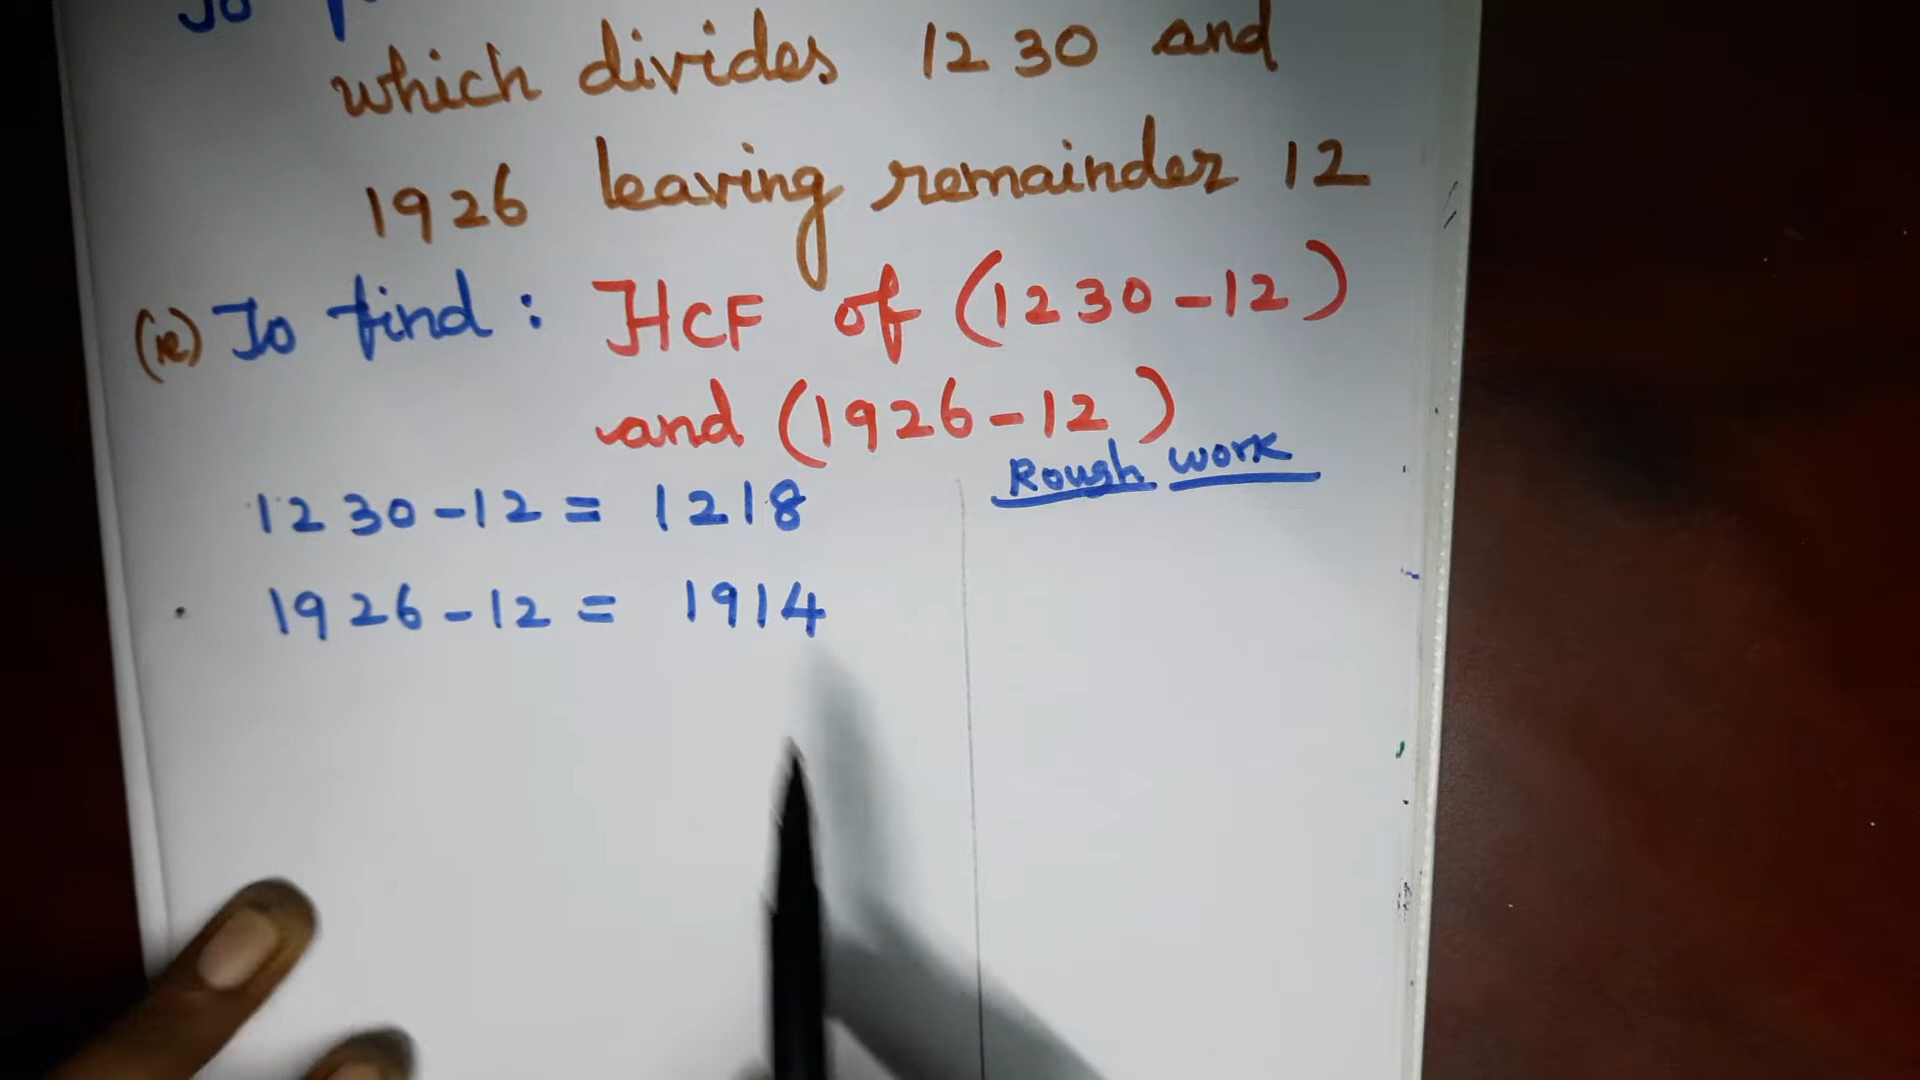 To
which divides 1230 and
1926 leaving remainder 12
(ie) To find : HCF of (1230-12)
and (1926-12)
Rough work
1230-12 = 1218
1926-12 = 1914